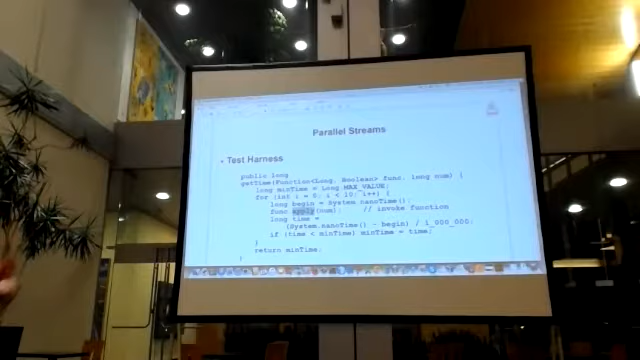 Parallel Streams
• Test Harness
public long
getTime(Function<Long, Boolean> func, long num) {
long minTime = Long.MAX_VALUE;
for (int i = 0; i < 10; i++) {
long begin = System.nanoTime();
func.apply(num); // invoke function
long time =
(System.nanoTime() - begin) / 1_000_000;
if (time < minTime) minTime = time;
}
return minTime;
}